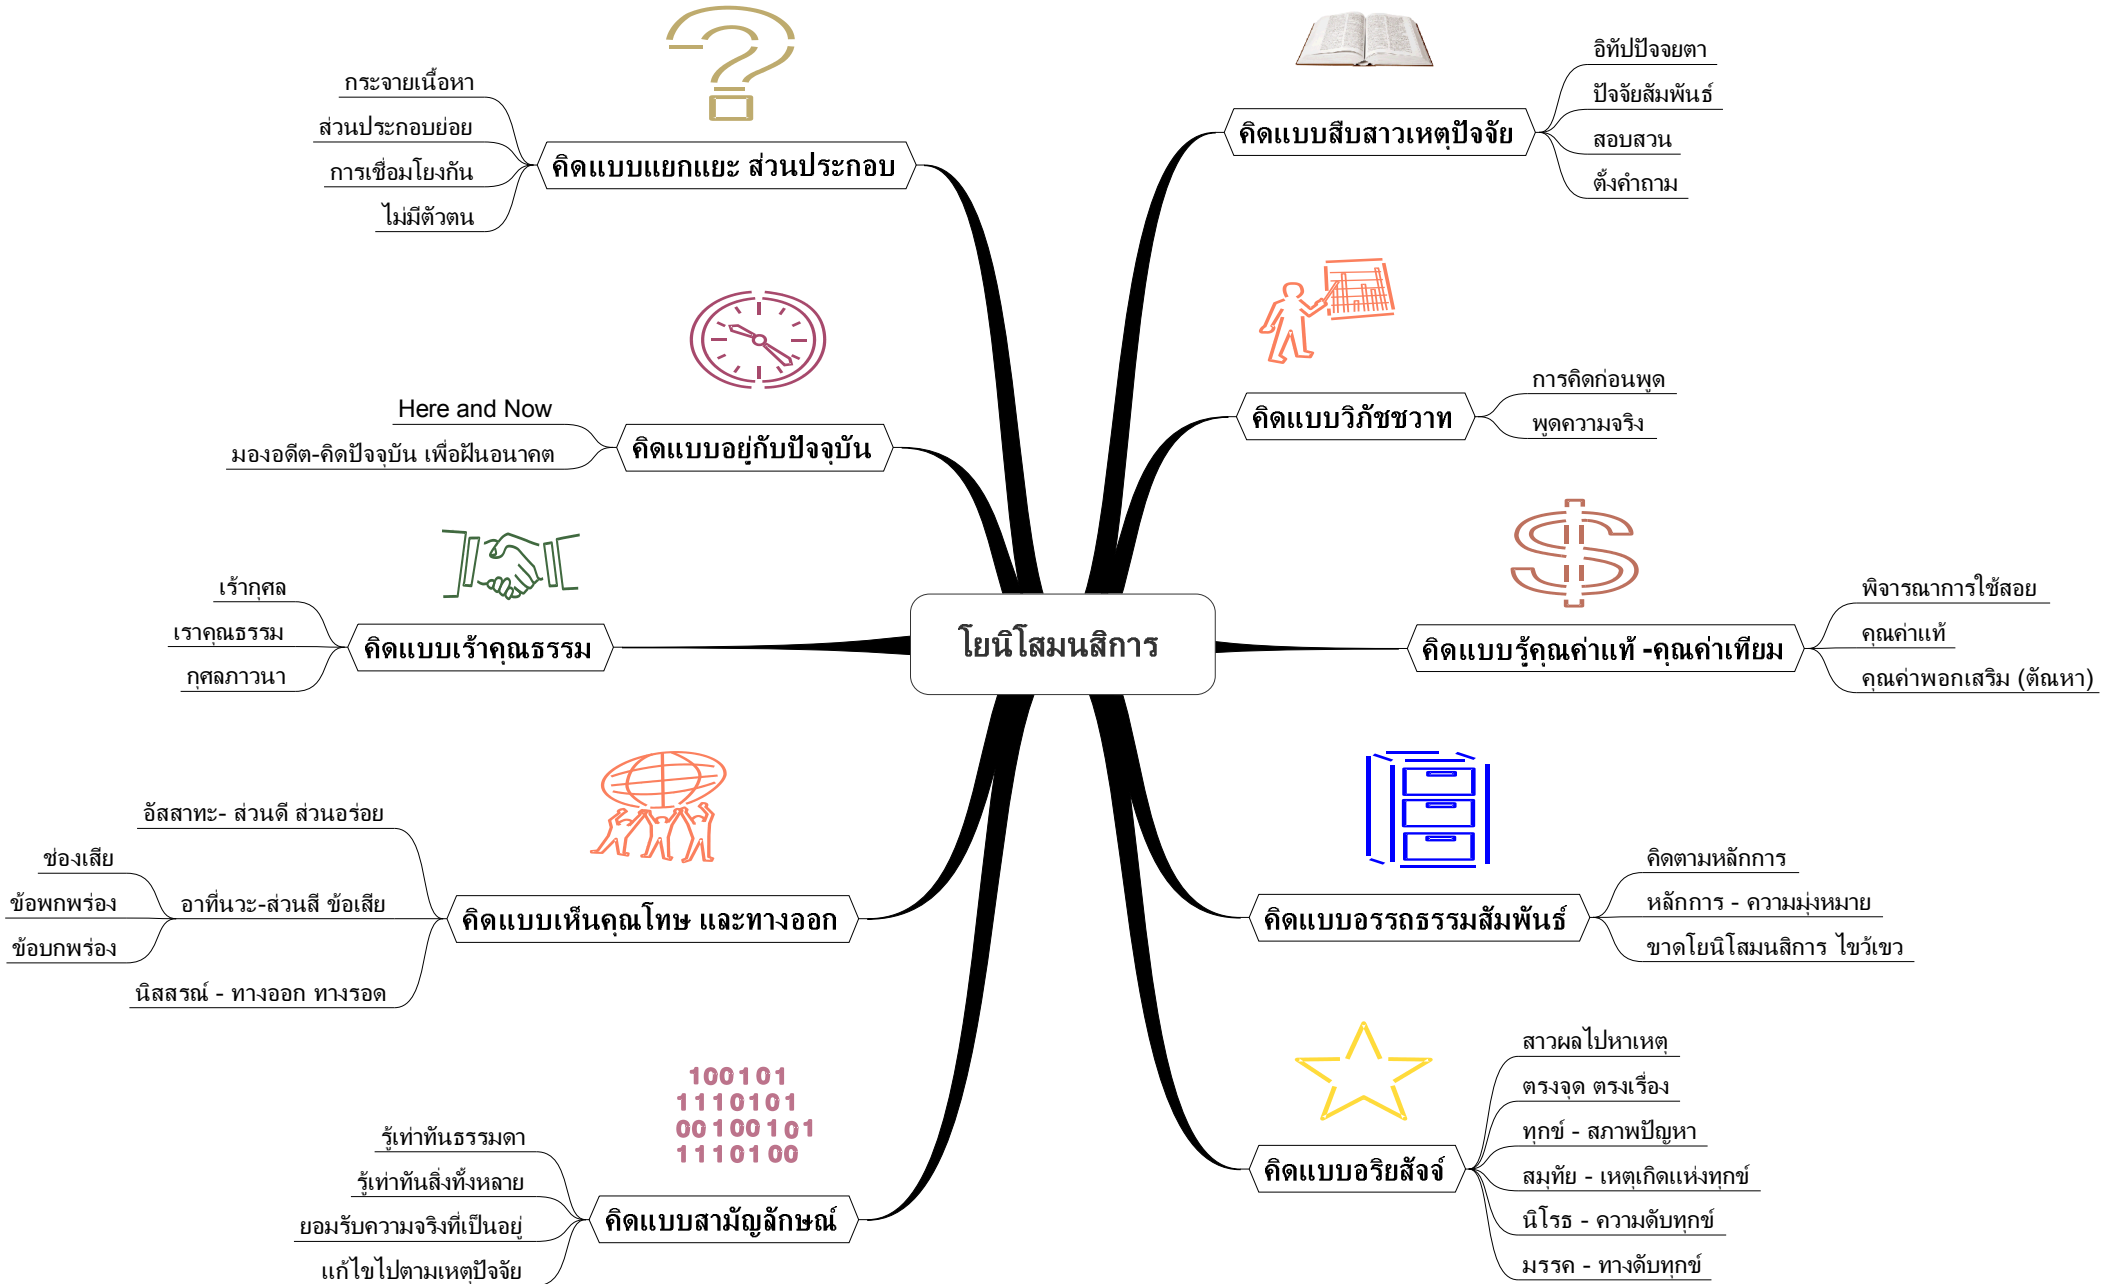 โยนิโสมนสิการ
คิดแบบสืบสาวเหตุปัจจัย
อิทัปปัจจยตา
ปัจจัยสัมพันธ์
สอบสวน
ตั้งคำถาม
คิดแบบวิภัชชวาท
การคิดก่อนพูด
พูดความจริง
คิดแบบรู้คุณค่าแท้ -คุณค่าเทียม
พิจารณาการใช้สอย
คุณค่าแท้
คุณค่าพอกเสริม (ตัณหา)
คิดแบบอรรถธรรมสัมพันธ์
คิดตามหลักการ
หลักการ - ความมุ่งหมาย
ขาดโยนิโสมนสิการ ไขว้เขว
คิดแบบอริยสัจจ์
สาวผลไปหาเหตุ
ตรงจุด ตรงเรื่อง
ทุกข์ - สภาพปัญหา
สมุทัย - เหตุเกิดแห่งทุกข์
นิโรธ - ความดับทุกข์
มรรค - ทางดับทุกข์
คิดแบบแยกแยะ ส่วนประกอบ
กระจายเนื้อหา
ส่วนประกอบย่อย
การเชื่อมโยงกัน
ไม่มีตัวตน
คิดแบบอยู่กับปัจจุบัน
Here and Now
มองอดีต-คิดปัจจุบัน เพื่อฝันอนาคต
คิดแบบเร้าคุณธรรม
เร้ากุศล
เราคุณธรรม
กุศลภาวนา
คิดแบบเห็นคุณโทษ และทางออก
อัสสาทะ- ส่วนดี ส่วนอร่อย
อาทีนวะ-ส่วนสี ข้อเสีย
ช่องเสีย
ข้อพกพร่อง
ข้อบกพร่อง
นิสสรณ์ - ทางออก ทางรอด
100101
1110101
00100101
1110100
คิดแบบสามัญลักษณ์
รู้เท่าทันธรรมดา
รู้เท่าทันสิ่งทั้งหลาย
ยอมรับความจริงที่เป็นอยู่
แก้ไขไปตามเหตุปัจจัย